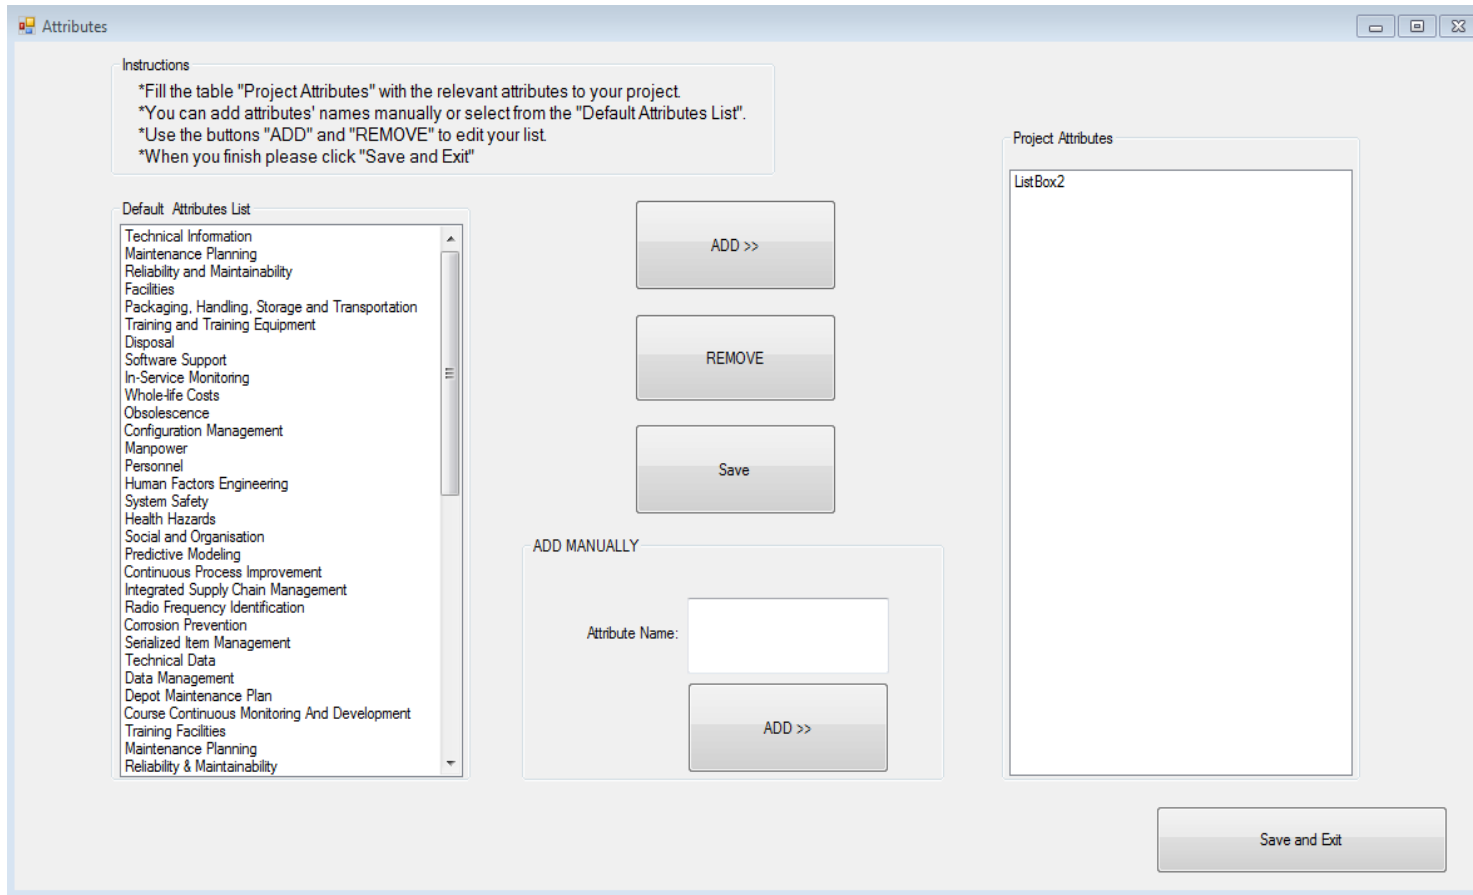 Attributes
Instructions
*Fill the table "Project Attributes" with the relevant attributes to your project.
*You can add attributes' names manually or select from the "Default Attributes List".
*Use the buttons "ADD" and "REMOVE" to edit your list.
*When you finish please click "Save and Exit"
Default Attributes List
Technical Information
Maintenance Planning
Reliability and Maintainability
Facilities
Packaging, Handling, Storage and Transportation
Training and Training Equipment
Disposal
Software Support
In-Service Monitoring
Whole-life Costs
Obsolescence
Configuration Management
Manpower
Personnel
Human Factors Engineering
System Safety
Health Hazards
Social and Organisation
Predictive Modeling
Continuous Process Improvement
Integrated Supply Chain Management
Radio Frequency Identification
Corrosion Prevention
Serialized Item Management
Technical Data
Data Management
Depot Maintenance Plan
Course Continuous Monitoring And Development
Training Facilities
Maintenance Planning
Reliability & Maintainability
ADD >>
REMOVE
Save
ADD MANUALLY
Attribute Name:
ADD >>
Project Attributes
ListBox2
Save and Exit